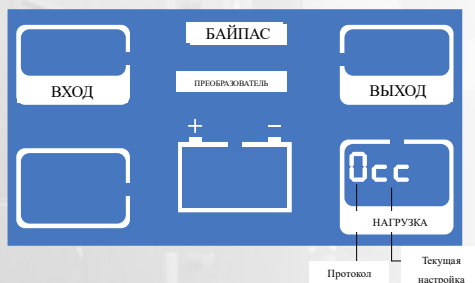 БАЙПАС
ВХОД
ПРЕОБРАЗОВАТЕЛЬ
ВЫХОД
+ −
0cc
НАГРУЗКА
Протокол
Текущая
настройка